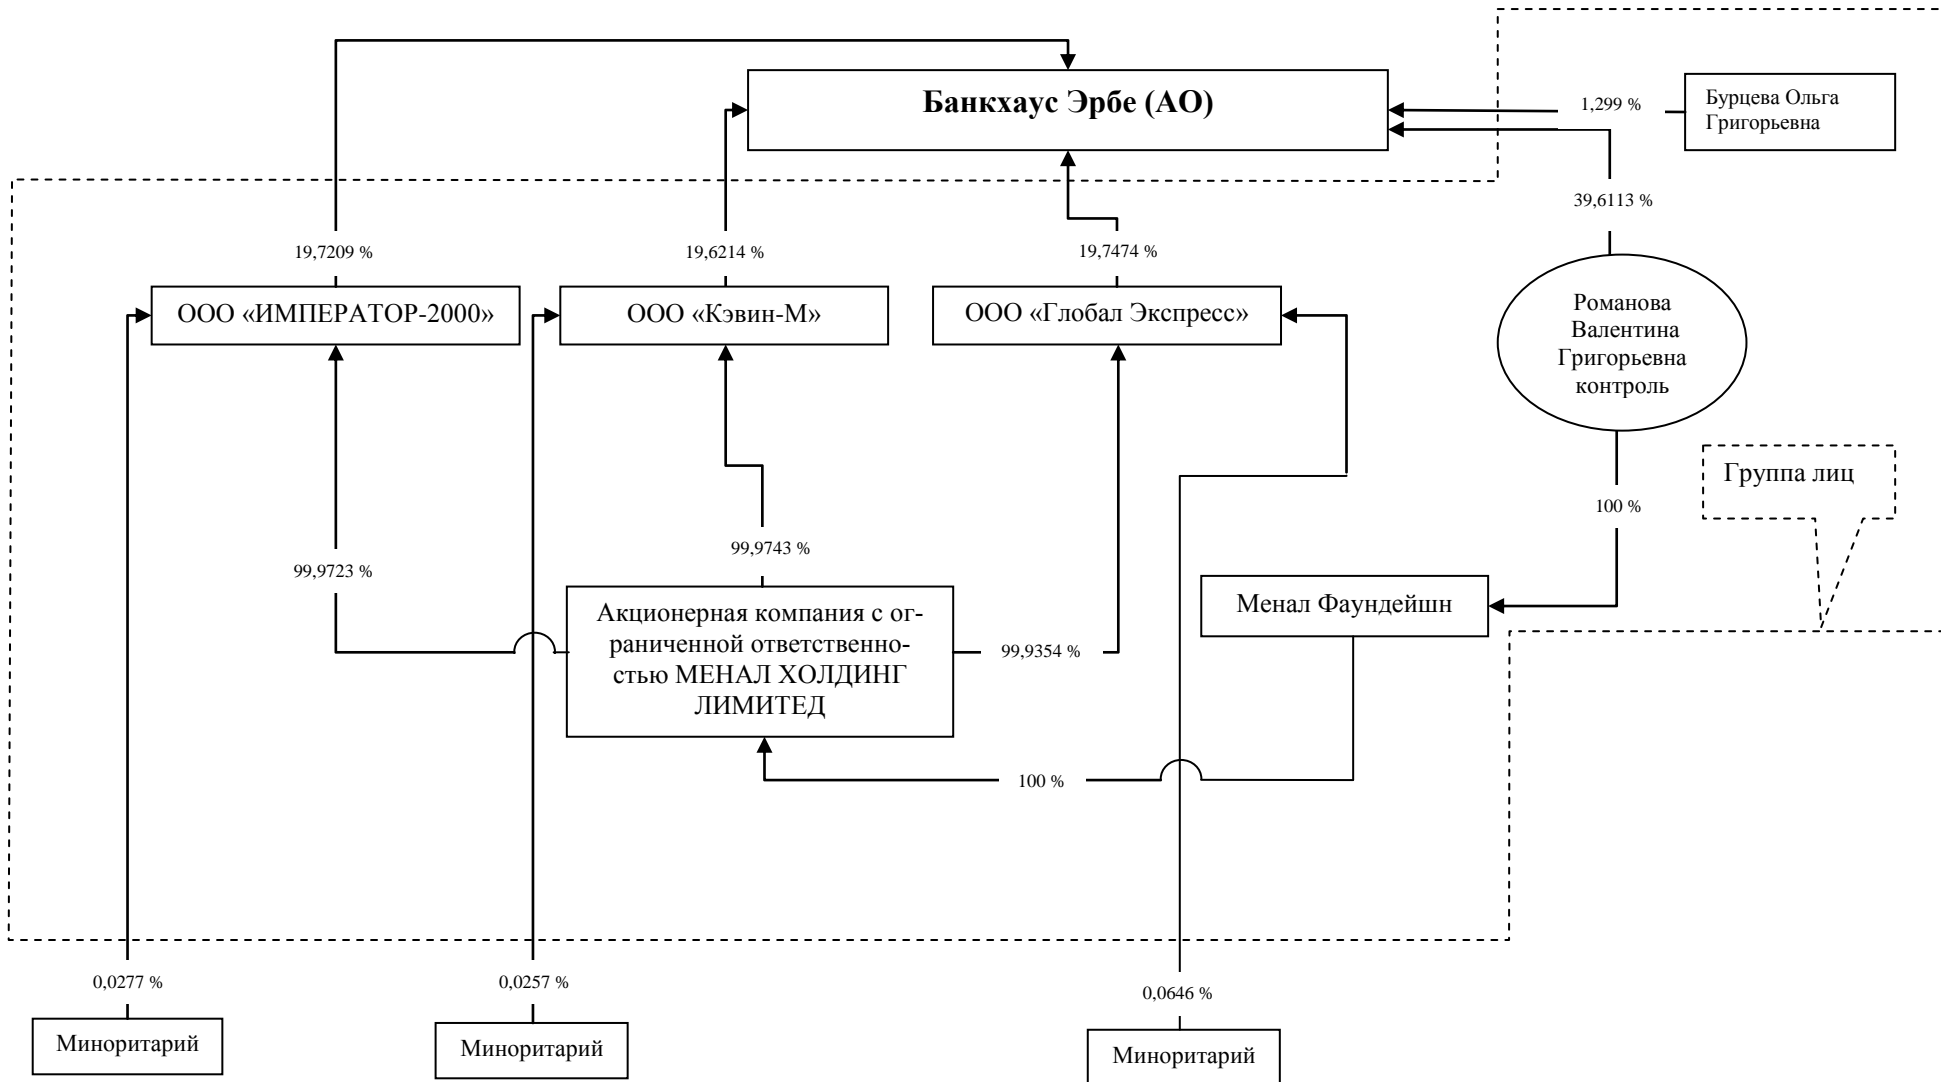 Банкхаус Эрбе (АО)
1,299 %
Бурцева Ольга
Григорьевна
39,6113 %
19,7209 %
19,6214 %
19,7474 %
ООО «ИМПЕРАТОР-2000»
ООО «Кэвин-М»
ООО «Глобал Экспресс»
Романова
Валентина
Григорьевна
контроль
Группа лиц
100 %
99,9743 %
99,9723 %
Акционерная компания с ог-
раниченной ответственно-
стью МЕНАЛ ХОЛДИНГ
ЛИМИТЕД
99,9354 %
Менал Фаундейшн
100 %
0,0277 %
0,0257 %
0,0646 %
Миноритарий
Миноритарий
Миноритарий